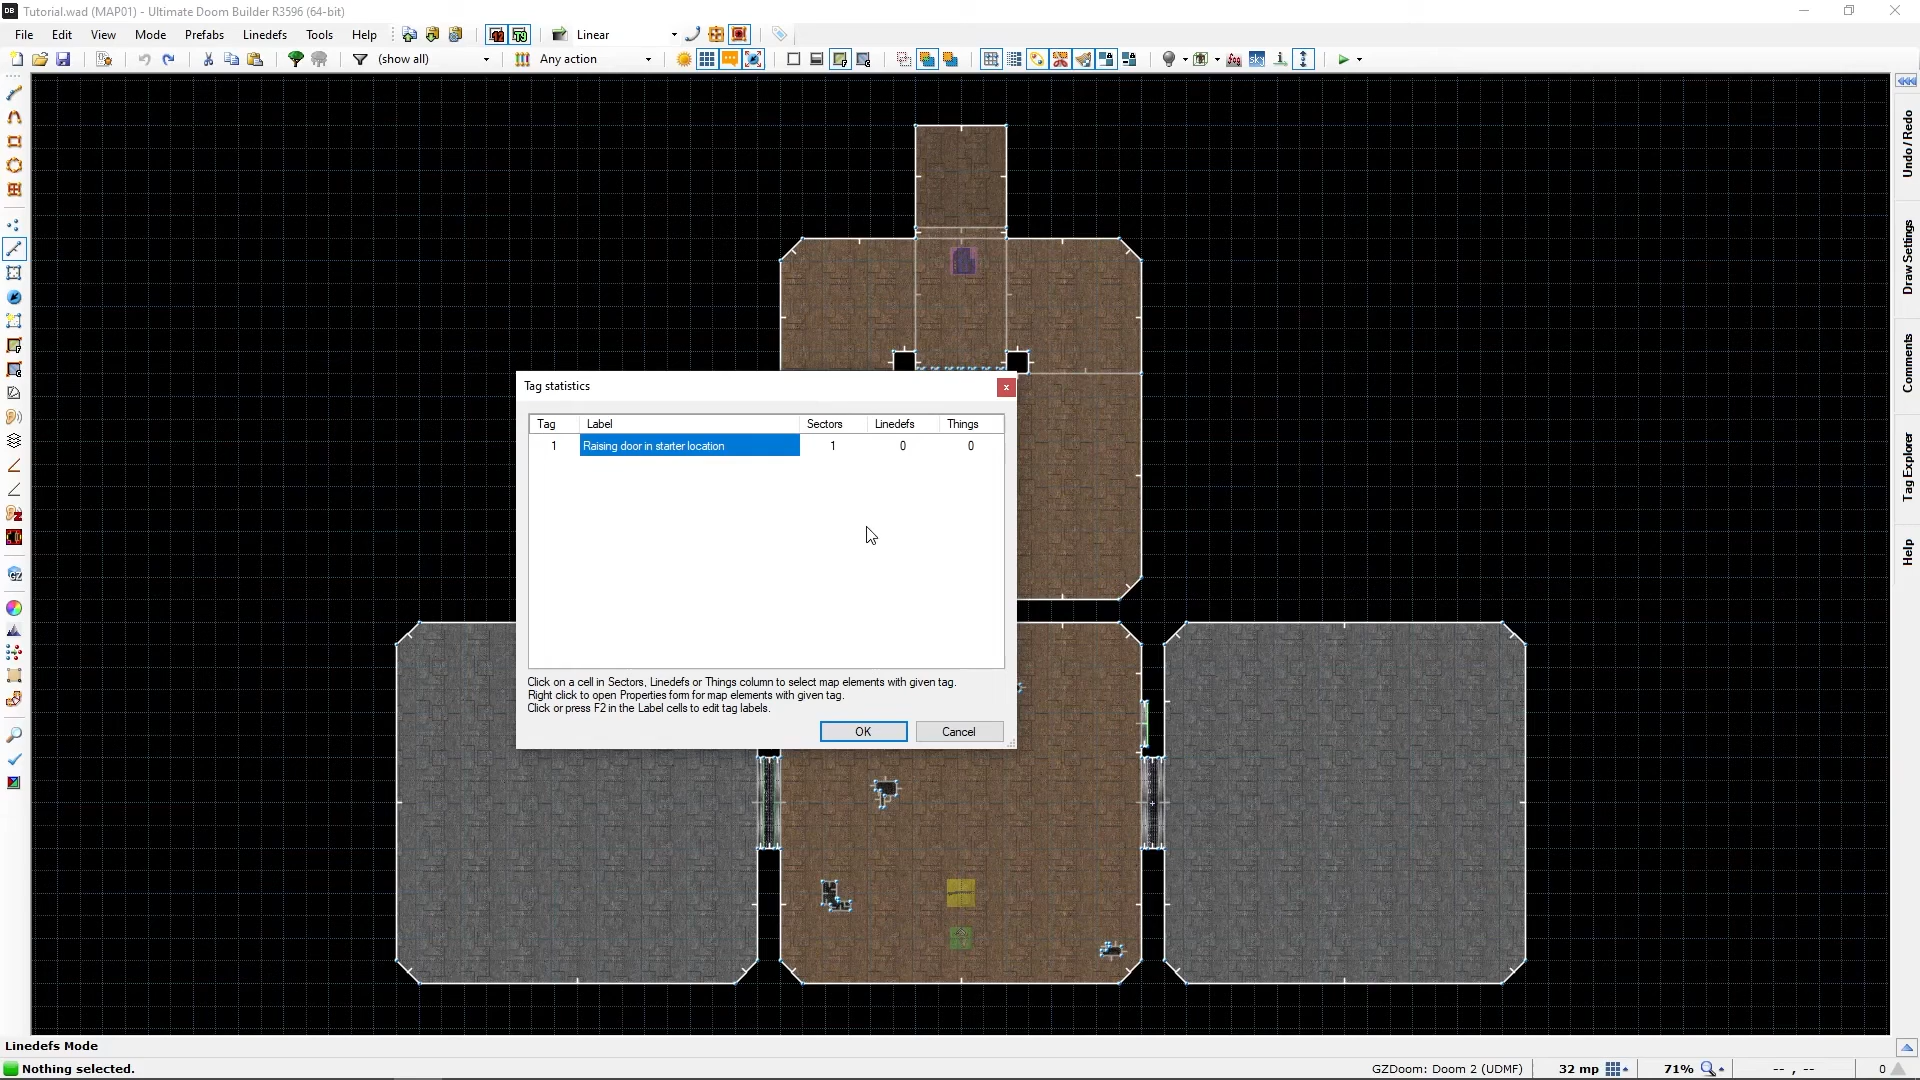 DB Tutorial.wad (MAP01) - Ultimate Doom Builder R3596 (64-bit)
File Edit View Mode Prefabs Linedefs Tools Help Linear
(show all) Any action
Undo / Redo
Draw Settings
Comments
Tag Explorer
Help
Tag statistics
Tag Label Sectors Linedefs Things
1 Raising door in starter location 1 0 0
Click on a cell in Sectors, Linedefs or Things column to select map elements with given tag.
Right click to open Properties form for map elements with given tag.
Click or press F2 in the Label cells to edit tag labels.
OK Cancel
Linedefs Mode
Nothing selected. GZDoom: Doom 2 (UDMF) 32 mp 71% -- , -- 0